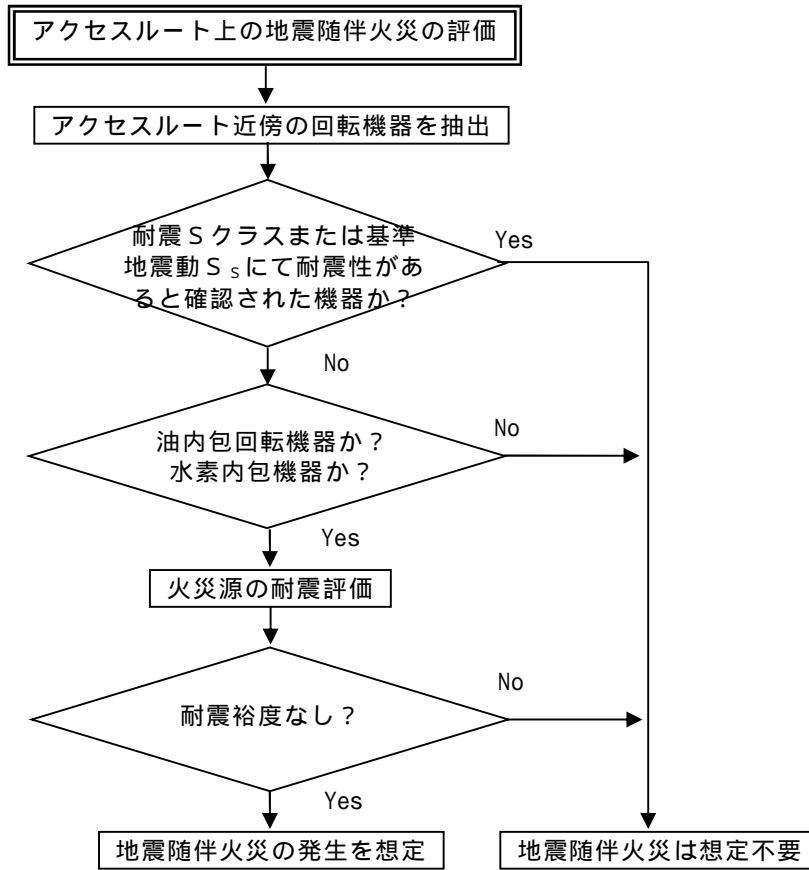 アクセスルート上の地震随伴火災の評価
アクセスルート近傍の回転機器を抽出
耐震Ｓクラスまたは基準
地震動Ｓｓにて耐震性があ
ると確認された機器か？
Yes
No
油内包回転機器か？
水素内包機器か？
No
Yes
火災源の耐震評価
耐震裕度なし？
No
Yes
地震随伴火災の発生を想定
地震随伴火災は想定不要